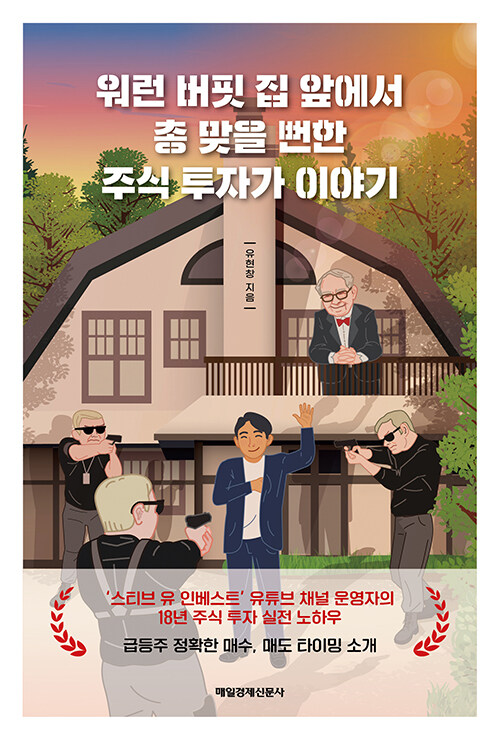 워런 버핏 집 앞에서
총 맞을 뻔한
주식 투자가 이야기
유현창 지음
‘스티브 유 인베스트’ 유튜브 채널 운영자의
18년 주식 투자 실전 노하우
급등주 정확한 매수, 매도 타이밍 소개
매일경제신문사